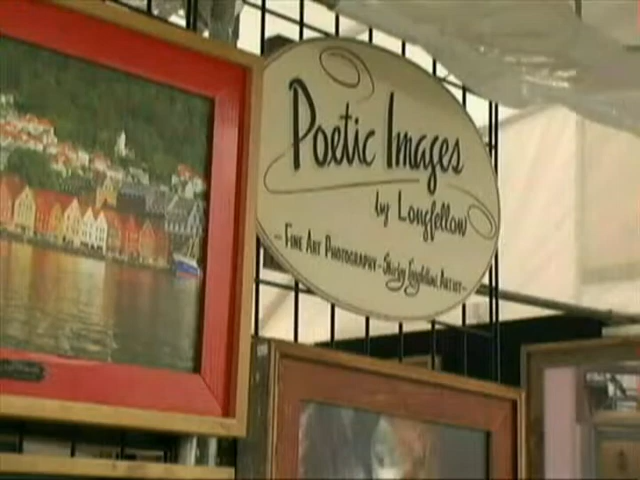 Poetic Images
by Longfellow
- Fine Art Photography - Shirley Longfellow, Artist -